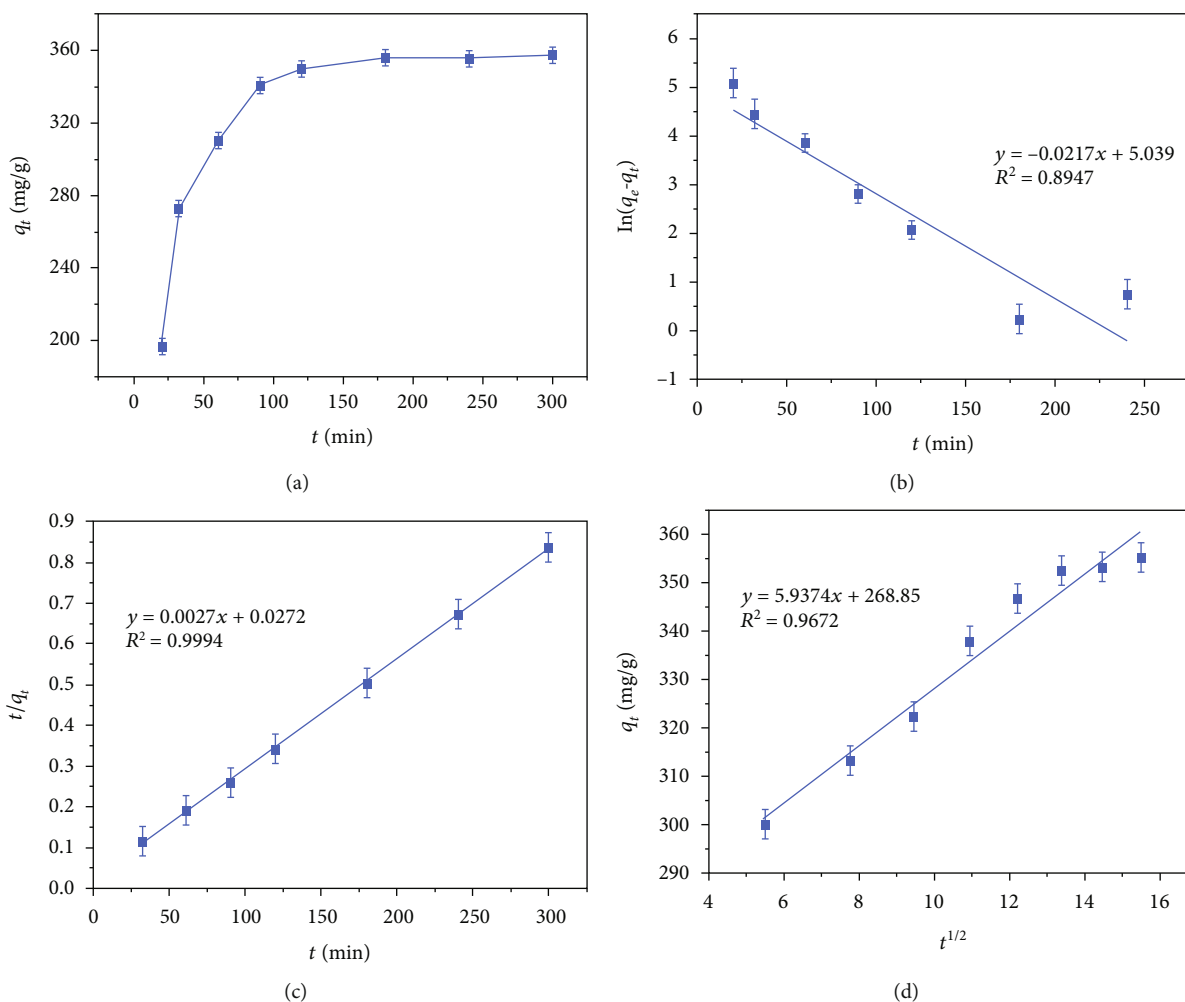 360
320
280
240
200
q_t (mg/g)
0 50 100 150 200 250 300
t (min)
(a)
6
5
4
3
2
1
0
–1
In(q_e-q_t)
y = –0.0217x + 5.039
R² = 0.8947
0 50 100 150 200 250
t (min)
(b)
0.9
0.8
0.7
0.6
0.5
0.4
0.3
0.2
0.1
0.0
t/q_t
y = 0.0027x + 0.0272
R² = 0.9994
0 50 100 150 200 250 300
t (min)
(c)
360
350
340
330
320
310
300
290
q_t (mg/g)
y = 5.9374x + 268.85
R² = 0.9672
4 6 8 10 12 14 16
t^{1/2}
(d)